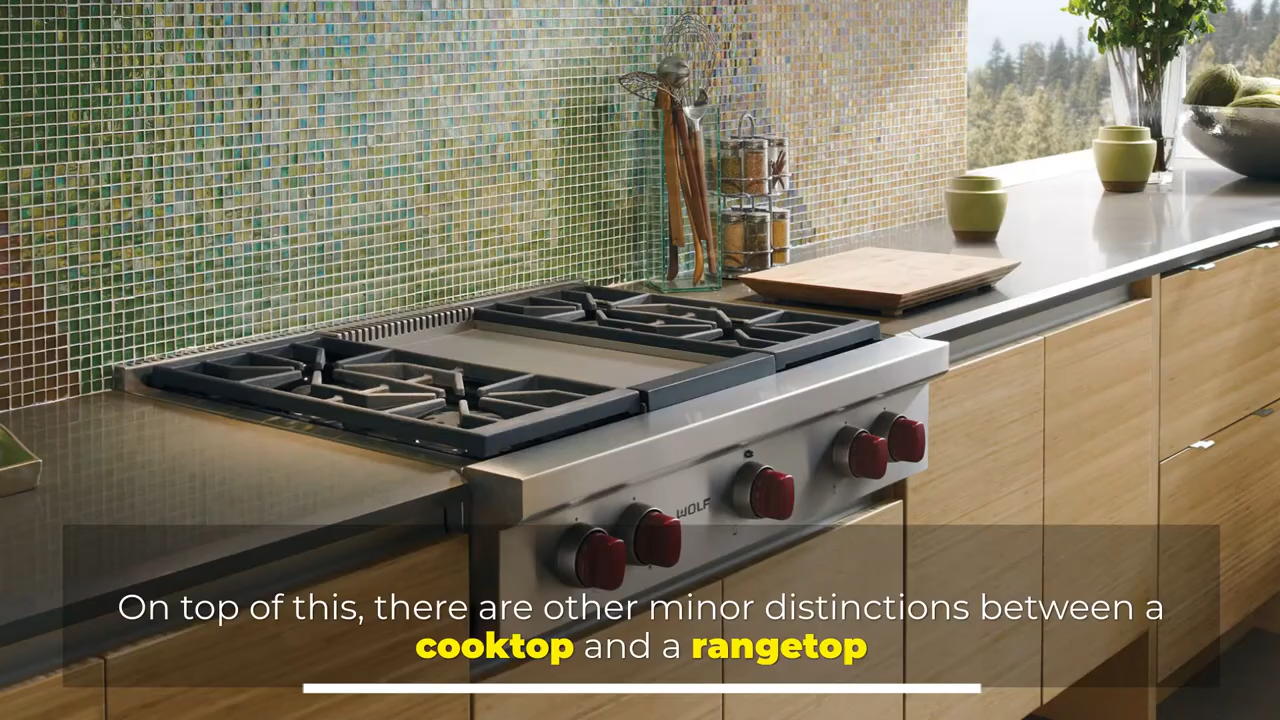 WOLF
On top of this, there are other minor distinctions between a
cooktop and a rangetop